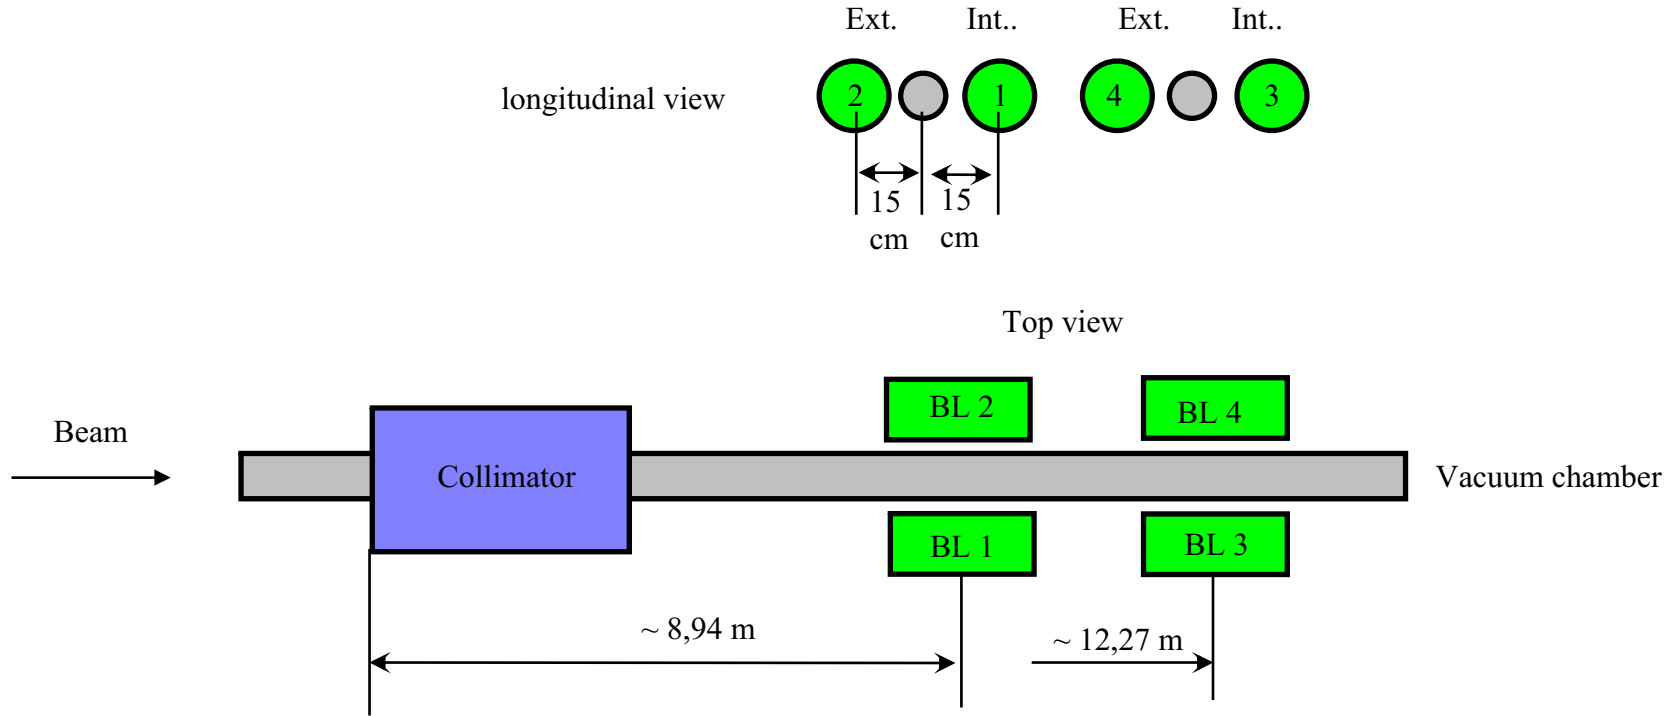 Ext. Int.. Ext. Int..
longitudinal view 2 1 4 3
15 15
cm cm
Top view
BL 2 BL 4
Beam
Collimator Vacuum chamber
BL 1 BL 3
~ 8,94 m ~ 12,27 m